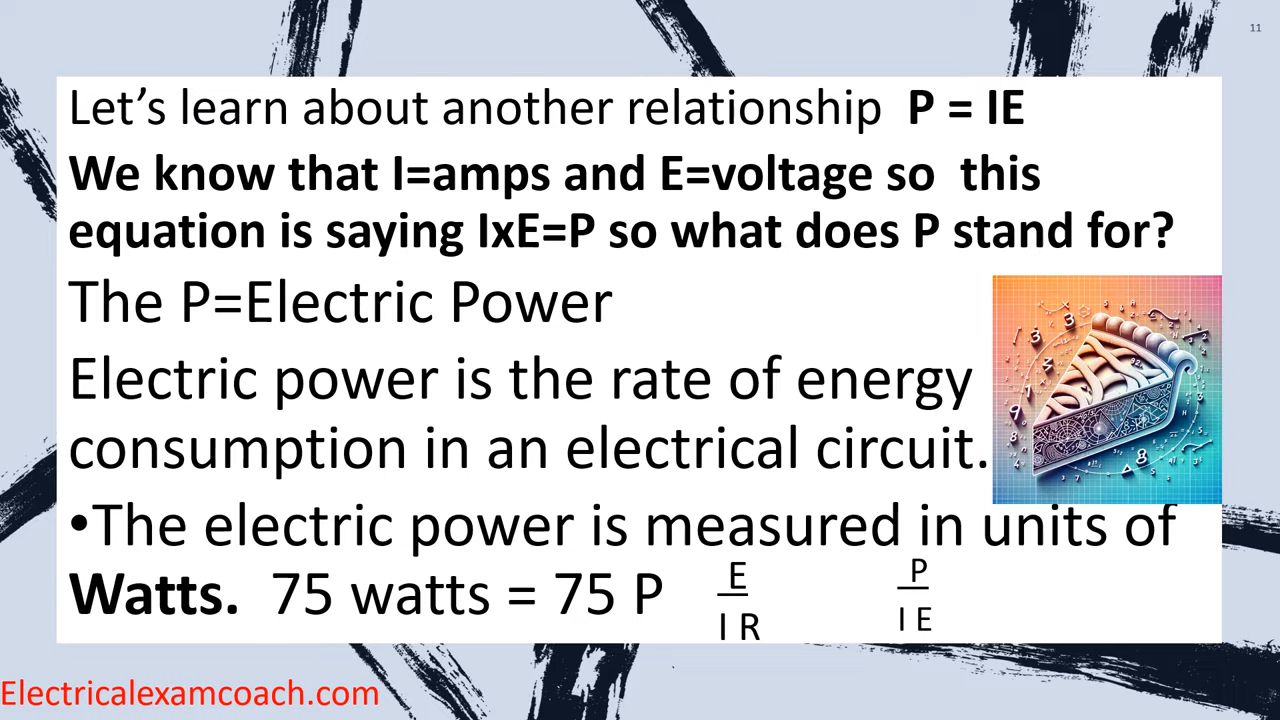 11
Let’s learn about another relationship P = IE
We know that I=amps and E=voltage so this
equation is saying IxE=P so what does P stand for?
The P=Electric Power
Electric power is the rate of energy
consumption in an electrical circuit.
•The electric power is measured in units of
Watts. 75 watts = 75 P
E
I R
P
I E
Electricalexamcoach.com